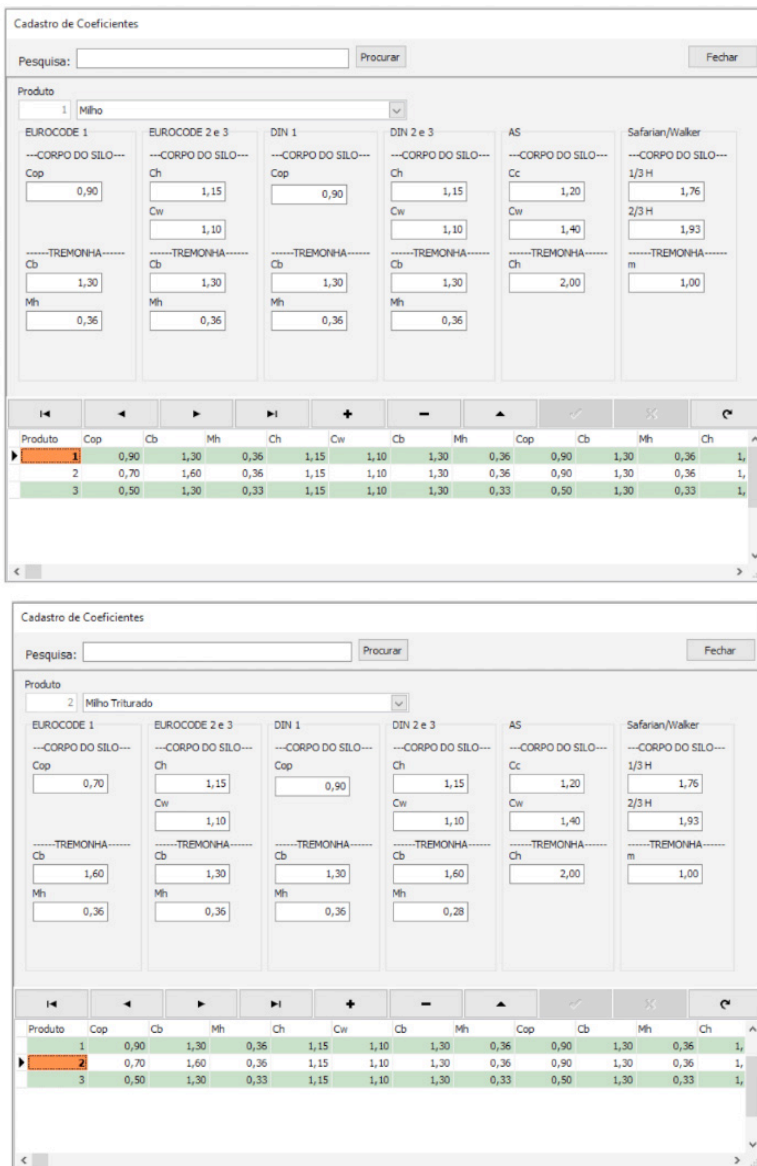 Cadastro de Coeficientes
Pesquisa: Procurar Fechar
Produto
1 Milho
EUROCODE 1 EUROCODE 2 e 3 DIN 1 DIN 2 e 3 AS Safarian/Walker
---CORPO DO SILO--- ---CORPO DO SILO--- ---CORPO DO SILO--- ---CORPO DO SILO--- ---CORPO DO SILO--- ---CORPO DO SILO---
Cop Ch Cop Ch Cc 1/3 H
0,90 1,15 0,90 1,15 1,20 1,76
Cw Cw Cw 2/3 H
1,10 1,10 1,40 1,93
------TREMONHA------ ------TREMONHA------ ------TREMONHA------ ------TREMONHA------ ------TREMONHA------ ------TREMONHA------
Cb Cb Cb Cb Ch m
1,30 1,30 1,30 1,30 2,00 1,00
Mh Mh Mh Mh
0,36 0,36 0,36 0,36
Produto Cop Cb Mh Ch Cw Cb Mh Cop Cb Mh Ch
1 0,90 1,30 0,36 1,15 1,10 1,30 0,36 0,90 1,30 0,36 1,
2 0,70 1,60 0,36 1,15 1,10 1,30 0,36 0,90 1,30 0,36 1,
3 0,50 1,30 0,33 1,15 1,10 1,30 0,33 0,50 1,30 0,33 1,
Cadastro de Coeficientes
Pesquisa: Procurar Fechar
Produto
2 Milho Triturado
EUROCODE 1 EUROCODE 2 e 3 DIN 1 DIN 2 e 3 AS Safarian/Walker
---CORPO DO SILO--- ---CORPO DO SILO--- ---CORPO DO SILO--- ---CORPO DO SILO--- ---CORPO DO SILO--- ---CORPO DO SILO---
Cop Ch Cop Ch Cc 1/3 H
0,70 1,15 0,90 1,15 1,20 1,76
Cw Cw Cw 2/3 H
1,10 1,10 1,40 1,93
------TREMONHA------ ------TREMONHA------ ------TREMONHA------ ------TREMONHA------ ------TREMONHA------ ------TREMONHA------
Cb Cb Cb Cb Ch m
1,60 1,30 1,30 1,60 2,00 1,00
Mh Mh Mh Mh
0,36 0,36 0,36 0,28
Produto Cop Cb Mh Ch Cw Cb Mh Cop Cb Mh Ch
1 0,90 1,30 0,36 1,15 1,10 1,30 0,36 0,90 1,30 0,36 1,
2 0,70 1,60 0,36 1,15 1,10 1,30 0,36 0,90 1,30 0,36 1,
3 0,50 1,30 0,33 1,15 1,10 1,30 0,33 0,50 1,30 0,33 1,